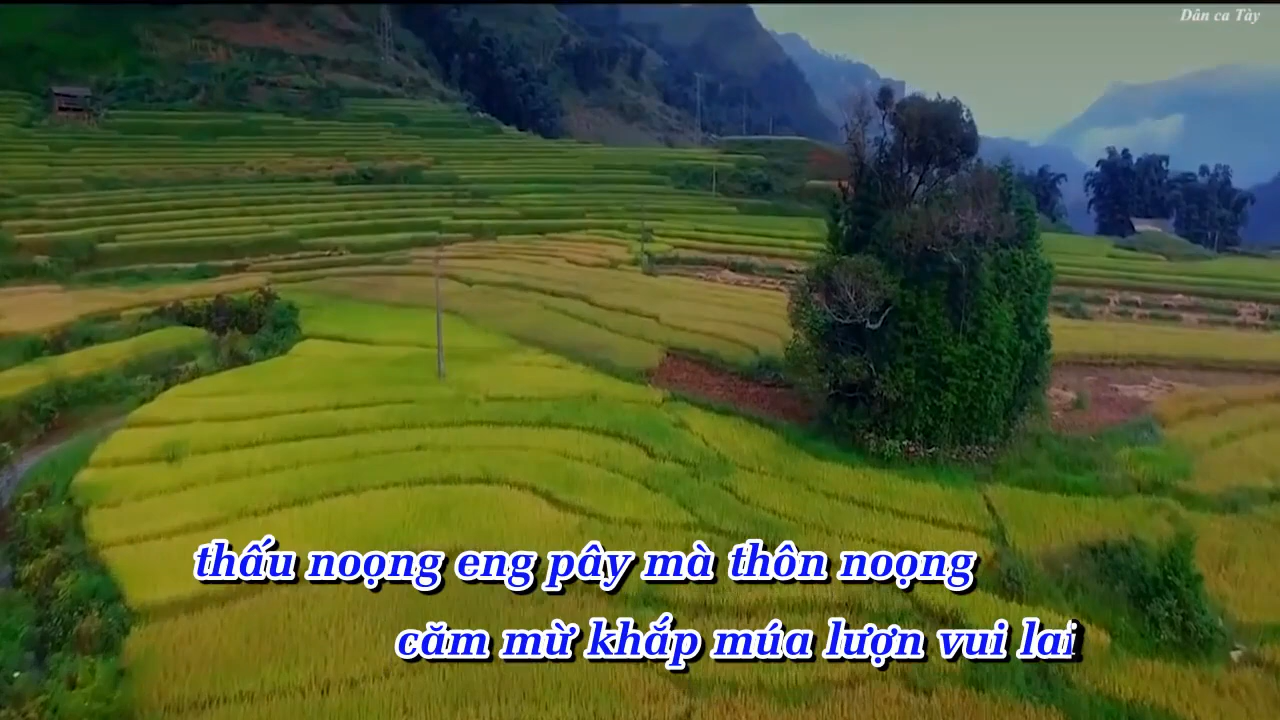 Dân ca Tày
thấu noọng eng pây mà thôn noọng
căm mừ khắp múa lượn vui lai